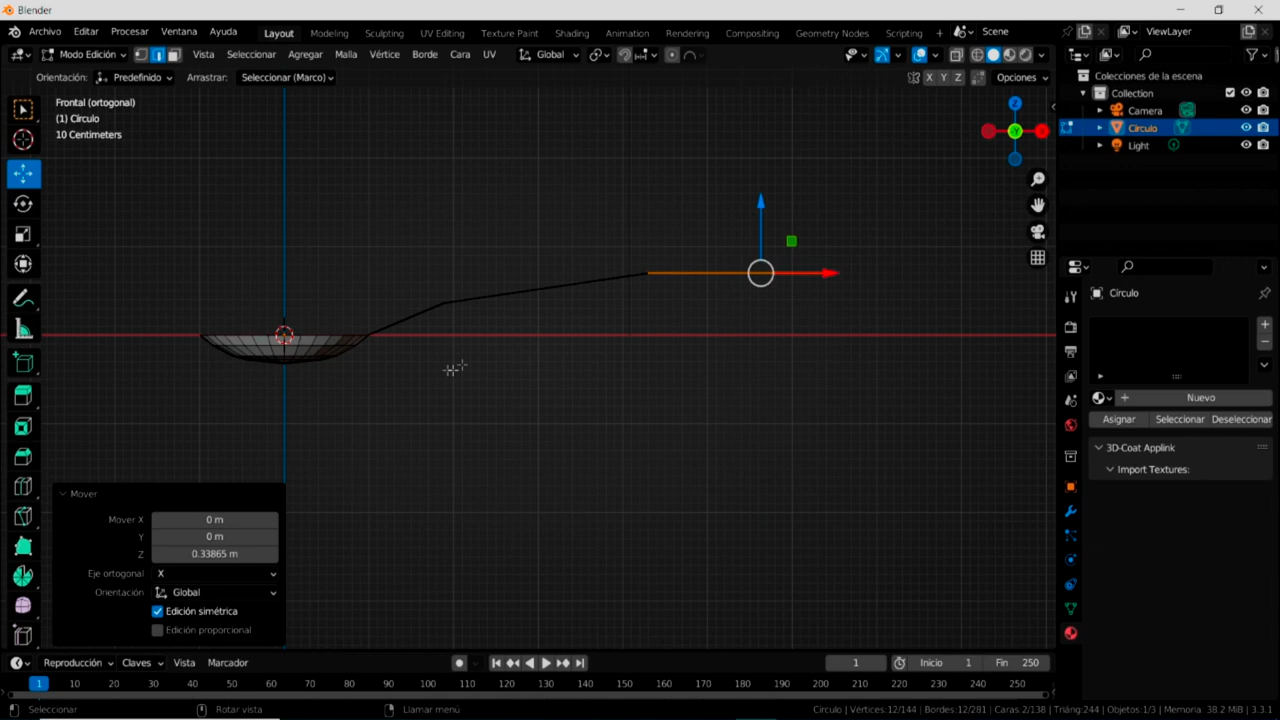 Blender
Archivo Editar Procesar Ventana Ayuda Layout Modeling Sculpting UV Editing Texture Paint Shading Animation Rendering Compositing Geometry Nodes Scripting + Scene ViewLayer
Modo Edición Vista Seleccionar Agregar Malla Vértice Borde Cara UV Global
Orientación: Predefinido Arrastrar: Seleccionar (Marco) X Y Z Opciones
Frontal (ortogonal)
(1) Círculo
10 Centimeters
Z
-Y
X
Colecciones de la escena
Collection
Camera
Círculo
Light
Círculo
Nuevo
Asignar Seleccionar Deseleccionar
3D-Coat Applink
Import Textures:
Mover
Mover X 0 m
Y 0 m
Z 0.33865 m
Eje ortogonal X
Orientación Global
Edición simétrica
Edición proporcional
Reproducción Claves Vista Marcador 1 Inicio 1 Fin 250
1 10 20 30 40 50 60 70 80 90 100 110 120 130 140 150 160 170 180 190 200 210 220 230 240 250
Seleccionar Rotar vista Llamar menú Círculo | Vértices:12/144 | Bordes:12/281 | Caras:2/138 | Triáng:244 | Objetos:1/3 | Memoria 38.2 MiB | 3.3.1